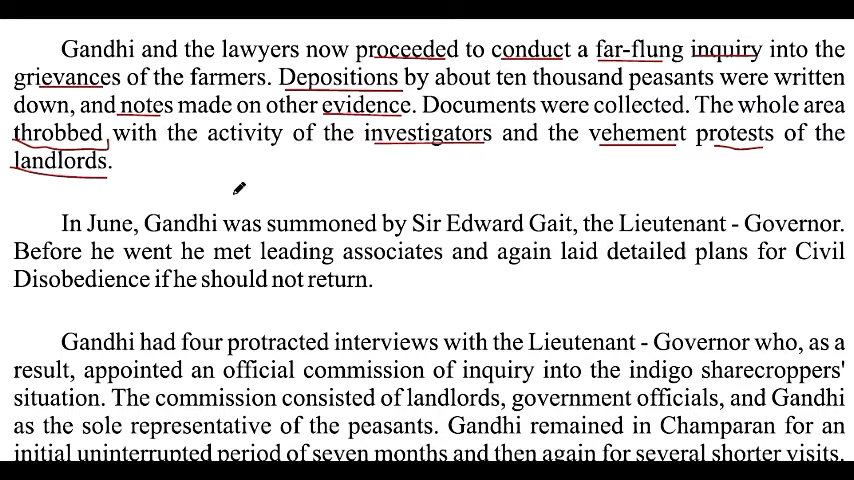 Gandhi and the lawyers now proceeded to conduct a far-flung inquiry into the
grievances of the farmers. Depositions by about ten thousand peasants were written
down, and notes made on other evidence. Documents were collected. The whole area
throbbed with the activity of the investigators and the vehement protests of the
landlords.
In June, Gandhi was summoned by Sir Edward Gait, the Lieutenant - Governor.
Before he went he met leading associates and again laid detailed plans for Civil
Disobedience if he should not return.
Gandhi had four protracted interviews with the Lieutenant - Governor who, as a
result, appointed an official commission of inquiry into the indigo sharecroppers'
situation. The commission consisted of landlords, government officials, and Gandhi
as the sole representative of the peasants. Gandhi remained in Champaran for an
initial uninterrupted period of seven months and then again for several shorter visits.